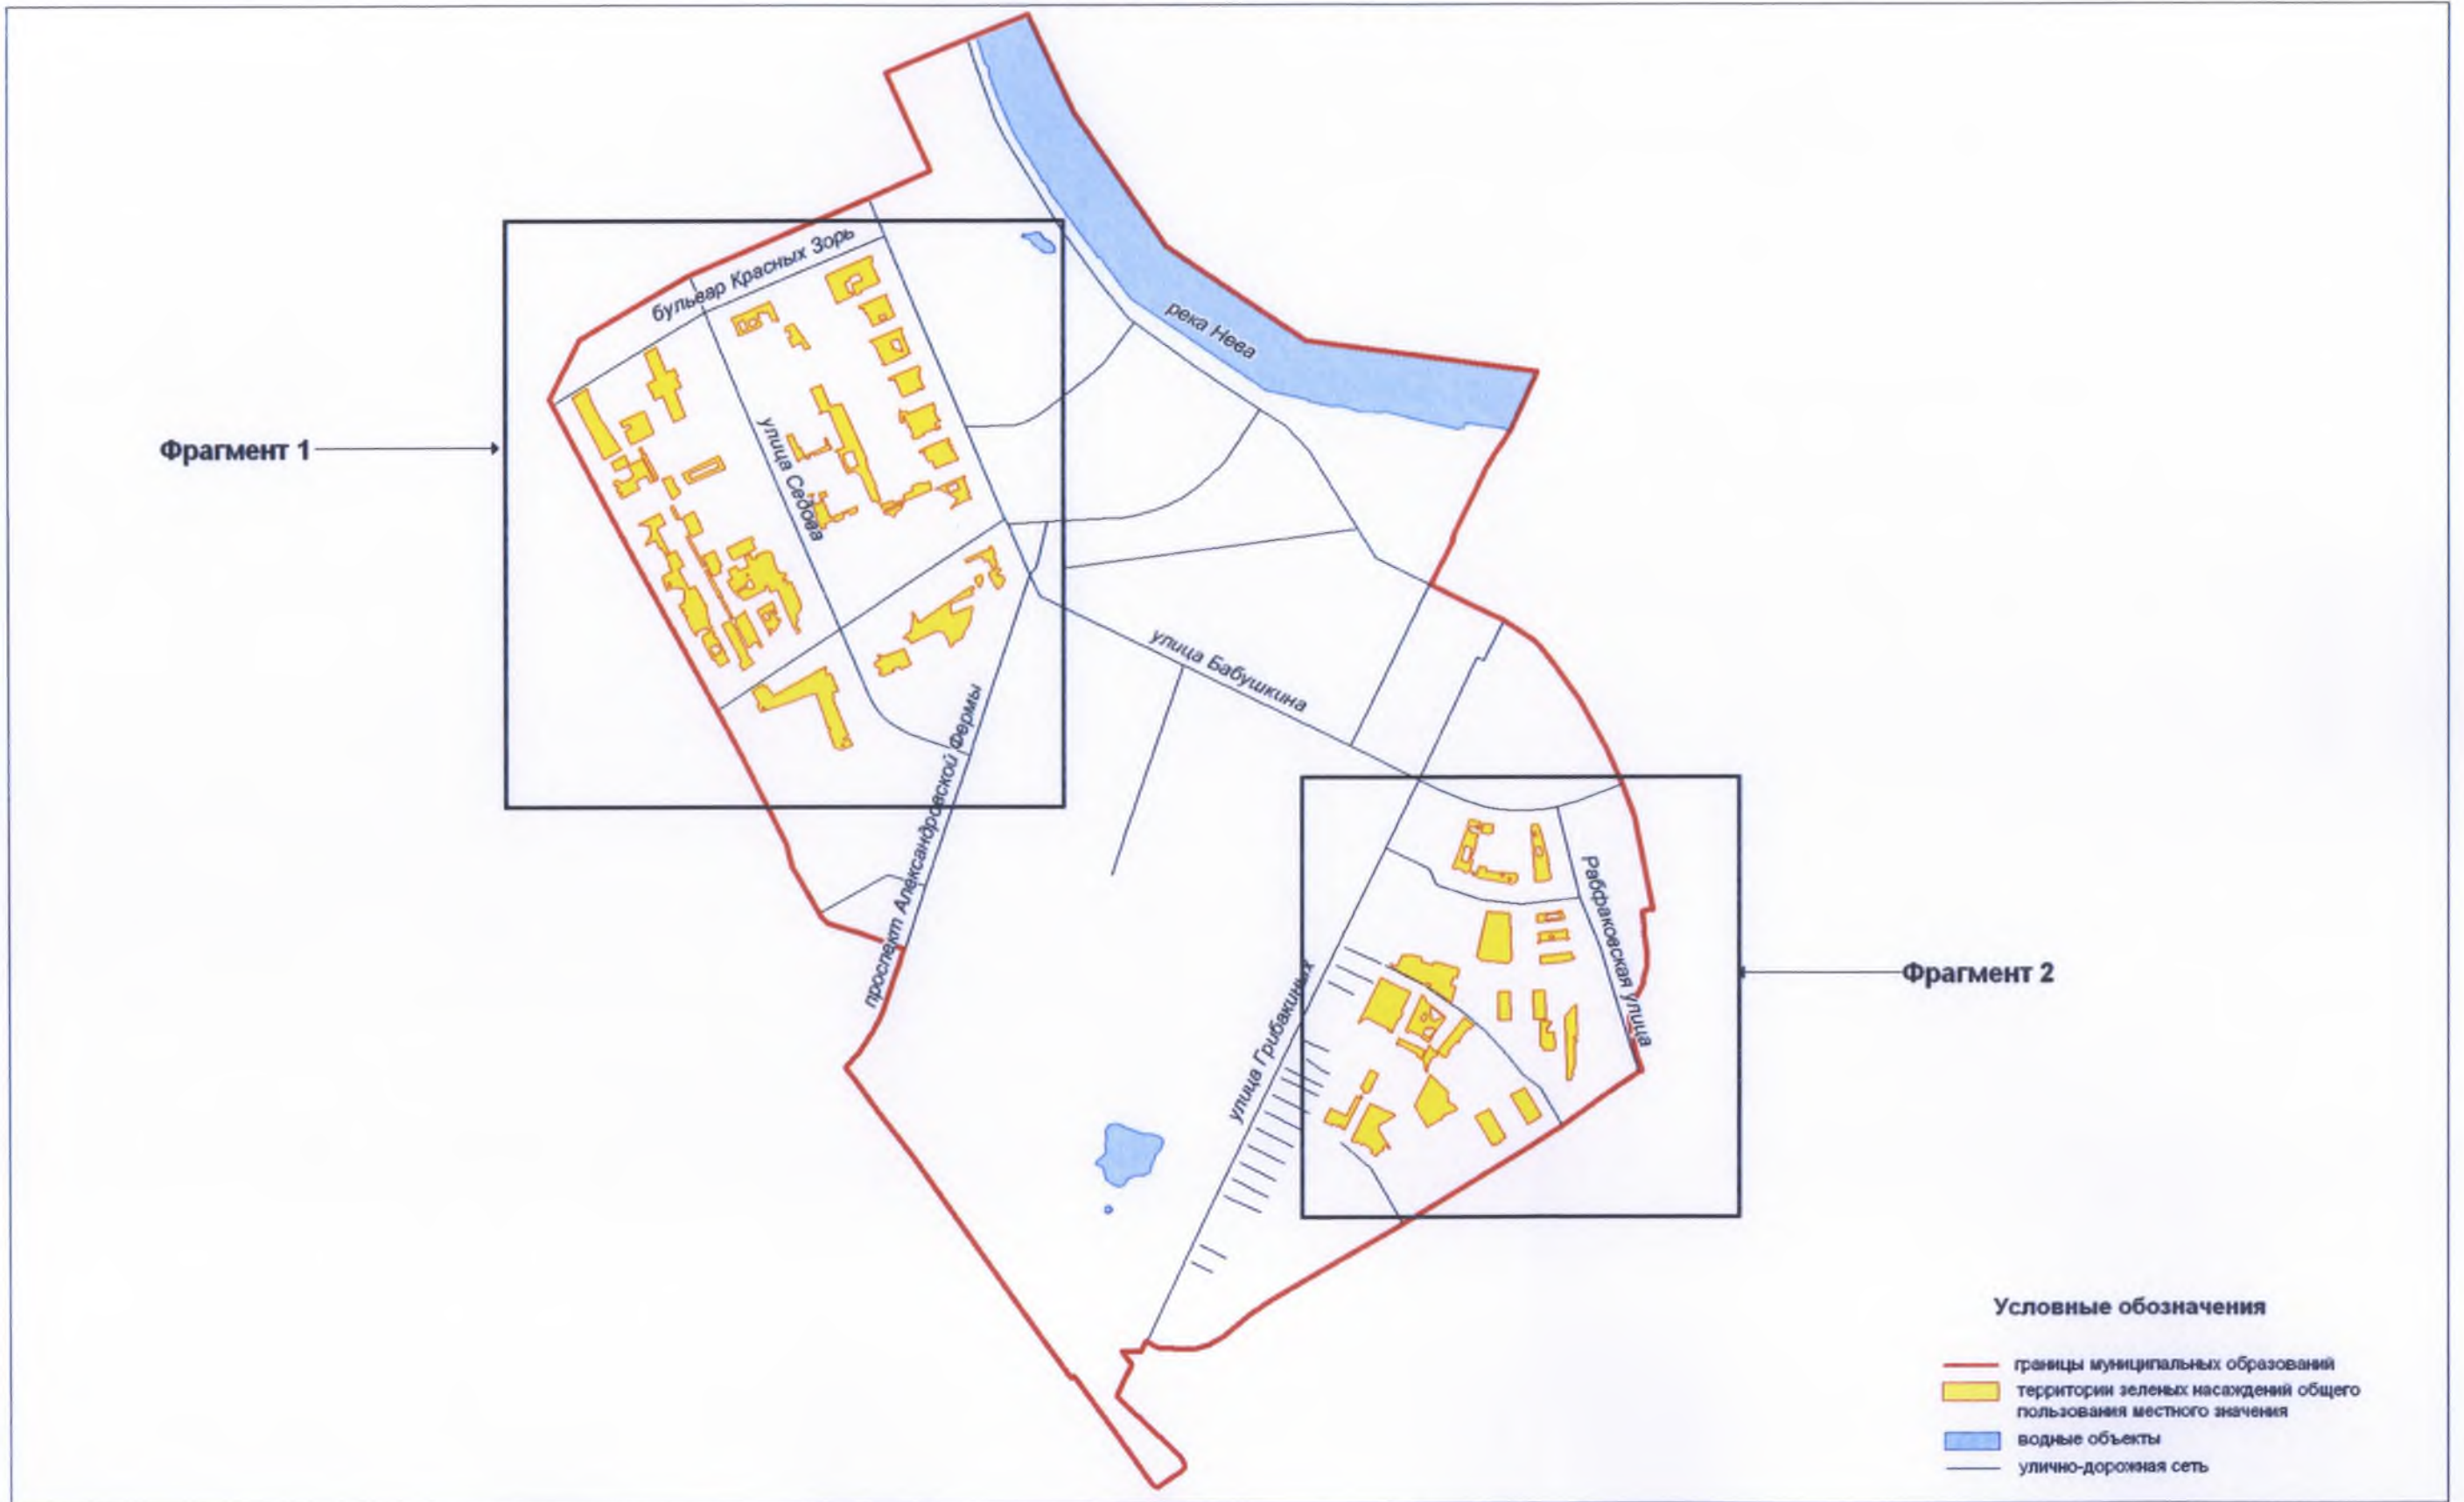 бульвар Красных Зорь
река Нева
Фрагмент 1
улица Седова
улица Бабушкина
проспект Александровской Фермы
Рабфаковская улица
улица Грибакиных
Фрагмент 2
Условные обозначения
границы муниципальных образований
территории зеленых насаждений общего
пользования местного значения
водные объекты
улично-дорожная сеть